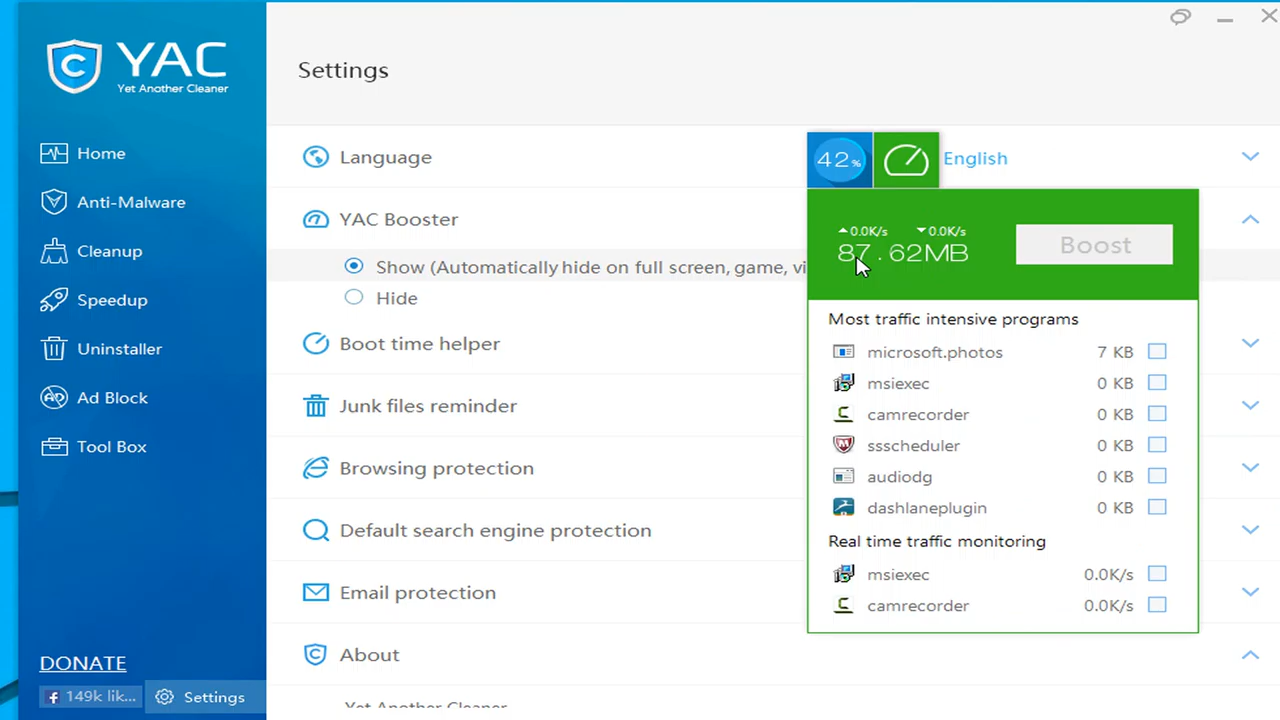 YAC
Yet Another Cleaner
Home
Anti-Malware
Cleanup
Speedup
Uninstaller
Ad Block
Tool Box
DONATE
149k lik...
Settings
Settings
Language
English
YAC Booster
Show (Automatically hide on full screen, game, vi
Hide
Boot time helper
Junk files reminder
Browsing protection
Default search engine protection
Email protection
About
Yet Another Cleaner
42%
0.0K/s 0.0K/s
87.62MB
Boost
Most traffic intensive programs
microsoft.photos 7 KB
msiexec 0 KB
camrecorder 0 KB
ssscheduler 0 KB
audiodg 0 KB
dashlaneplugin 0 KB
Real time traffic monitoring
msiexec 0.0K/s
camrecorder 0.0K/s